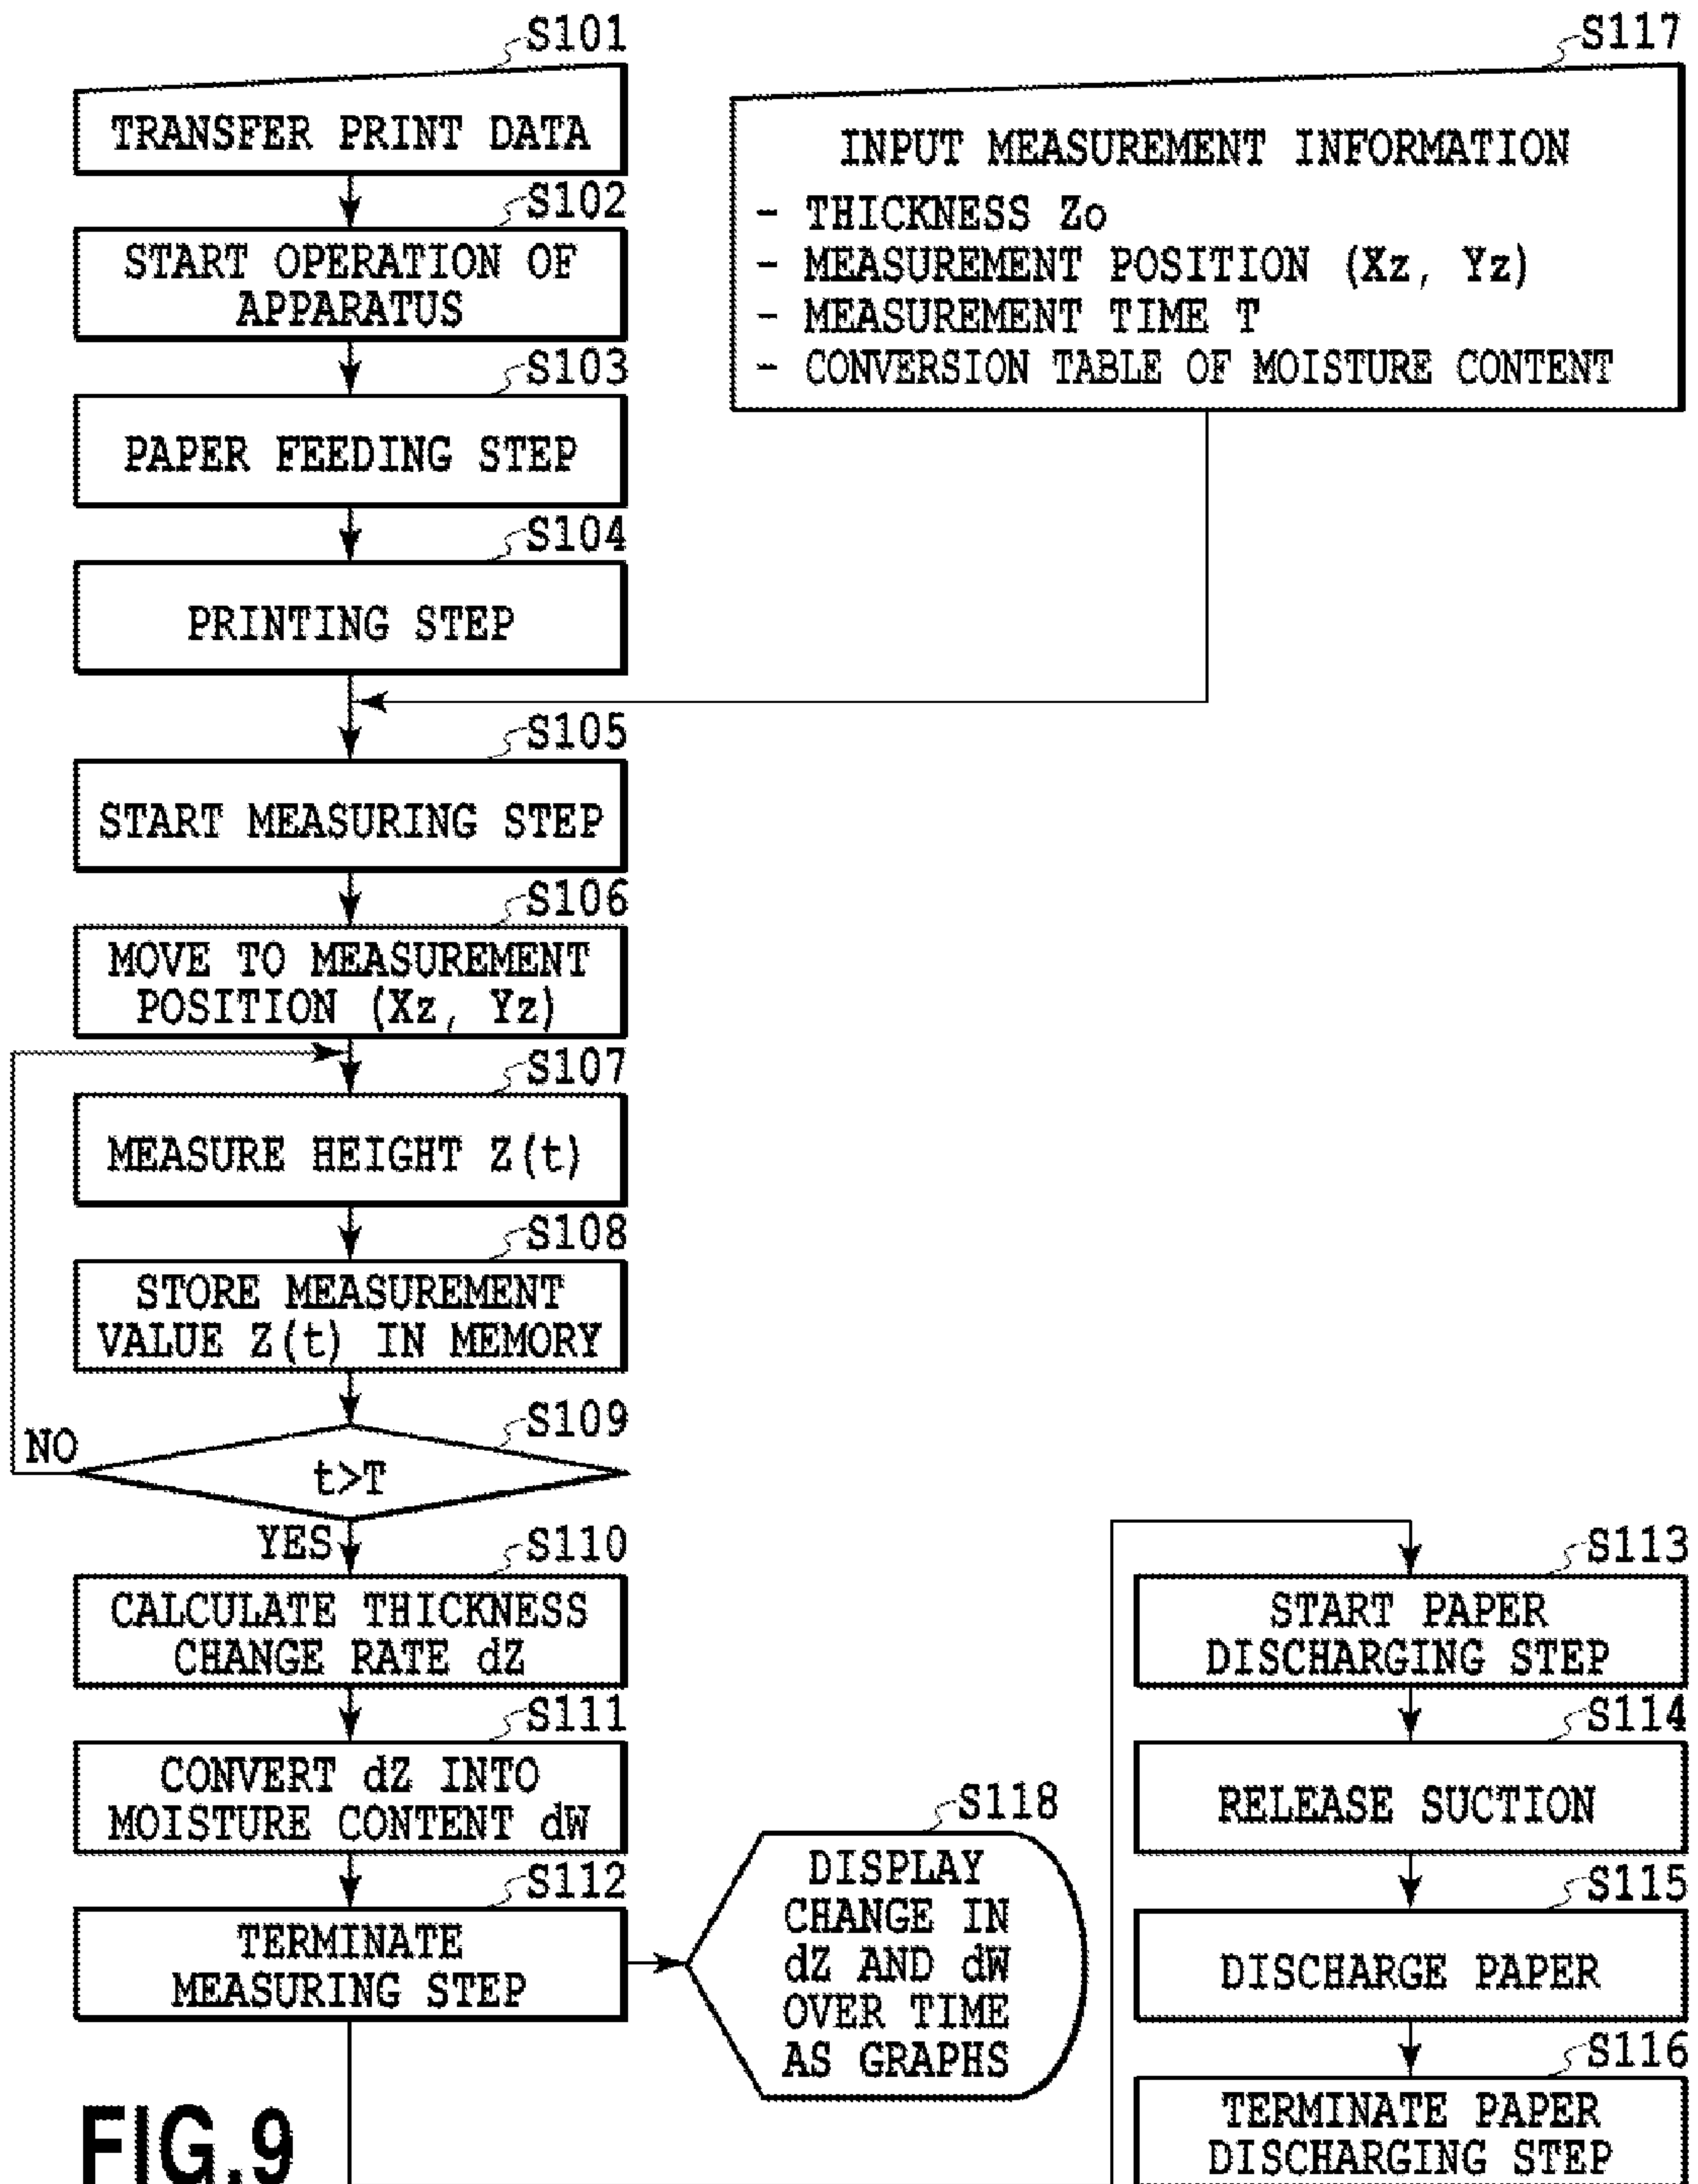 S101
TRANSFER PRINT DATA
S102
START OPERATION OF
APPARATUS
S103
PAPER FEEDING STEP
S104
PRINTING STEP
S117
INPUT MEASUREMENT INFORMATION
- THICKNESS Zo
- MEASUREMENT POSITION (Xz, Yz)
- MEASUREMENT TIME T
- CONVERSION TABLE OF MOISTURE CONTENT
S105
START MEASURING STEP
S106
MOVE TO MEASUREMENT
POSITION (Xz, Yz)
S107
MEASURE HEIGHT Z(t)
S108
STORE MEASUREMENT
VALUE Z(t) IN MEMORY
S109
NO
t>T
YES
S110
CALCULATE THICKNESS
CHANGE RATE dZ
S111
CONVERT dZ INTO
MOISTURE CONTENT dW
S112
TERMINATE
MEASURING STEP
S118
DISPLAY
CHANGE IN
dZ AND dW
OVER TIME
AS GRAPHS
S113
START PAPER
DISCHARGING STEP
S114
RELEASE SUCTION
S115
DISCHARGE PAPER
S116
TERMINATE PAPER
DISCHARGING STEP
FIG.9